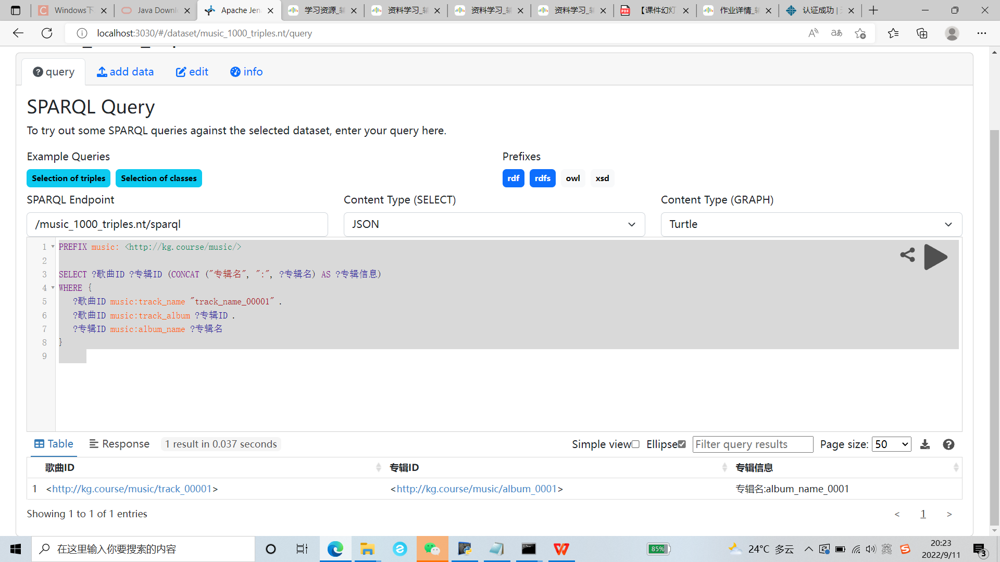 Windows下
Java Downl
Apache Jen
学习资源_辅
资料学习_辅
资料学习_辅
资料学习_辅
【课件幻灯
作业详情_辅
认证成功 |
localhost:3030/#/dataset/music_1000_triples.nt/query
query
add data
edit
info
SPARQL Query
To try out some SPARQL queries against the selected dataset, enter your query here.
Example Queries
Prefixes
Selection of triples
Selection of classes
rdf
rdfs
owl
xsd
SPARQL Endpoint
Content Type (SELECT)
Content Type (GRAPH)
/music_1000_triples.nt/sparql
JSON
Turtle
1 PREFIX music: <http://kg.course/music/>
2
3 SELECT ?歌曲ID ?专辑ID (CONCAT ("专辑名", ":", ?专辑名) AS ?专辑信息)
4 WHERE {
5 ?歌曲ID music:track_name "track_name_00001" .
6 ?歌曲ID music:track_album ?专辑ID .
7 ?专辑ID music:album_name ?专辑名
8 }
9
Table
Response
1 result in 0.037 seconds
Simple view
Ellipse
Filter query results
Page size:
50
歌曲ID
专辑ID
专辑信息
1 <http://kg.course/music/track_00001>
<http://kg.course/music/album_0001>
专辑名:album_name_0001
Showing 1 to 1 of 1 entries
<
1
>
在这里输入你要搜索的内容
85%
24°C 多云
英
20:23
2022/9/11
3